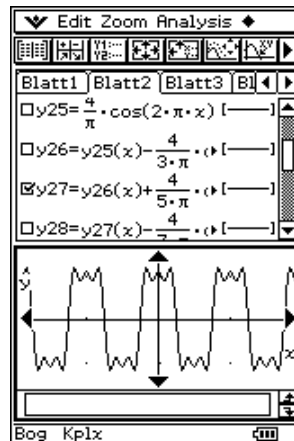 Edit Zoom Analysis
Blatt1 Blatt2 Blatt3 Bl
y25=4/π·cos(2·π·x)
y26=y25(x)-4/3·π·(
y27=y26(x)+4/5·π·(
y28=y27(x)-4/
y
x
Bog Kplx